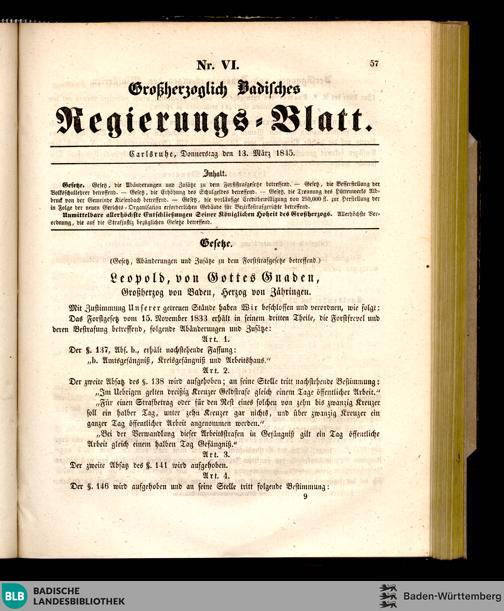 Nr. VI.
57
Großherzoglich Badisches
Regierungs-Blatt.
Carlsruhe, Donnerstag den 13. März 1845.
Inhalt.
Gesetze. Gesetz, die Abänderungen und Zusätze zu dem Forststrafgesetze betreffend. — Gesetz, die Besserstellung der
Volksschullehrer betreffend. — Gesetz, die Erhöhung des Schulgeldes betreffend. — Gesetz, die Trennung des Hüttenwerks Alb-
bruck von der Gemeinde Kiesenbach betreffend. — Gesetz, die vorläufige Creditbewilligung von 255,000 fl. zur Herstellung der
in Folge der neuen Gerichts-Organisation erforderlichen Gebäude für Bezirksstrafgerichte betreffend.
Unmittelbare allerhöchste Entschließungen Seiner Königlichen Hoheit des Großherzogs. Allerhöchste Ver-
ordnung, die auf die Strafjustiz bezügliche Gesetze betreffend.
Gesetze.
(Gesetz, Abänderungen und Zusätze zu dem Forststrafgesetz betreffend.)
Leopold, von Gottes Gnaden,
Großherzog von Baden, Herzog von Zähringen.
Mit Zustimmung Unserer getreuen Stände haben Wir beschlossen und verordnen, wie folgt:
Das Forstgesetz vom 15. November 1833 erhält in seinem dritten Theile, die Forstfrevel und
deren Bestrafung betreffend, folgende Abänderungen und Zusätze:
Art. 1.
Der §. 137, Abs. b., erhält nachstehende Fassung:
„b. Amtsgefängniß, Kreisgefängniß und Arbeitshaus.“
Art. 2.
Der zweite Absatz des §. 138 wird aufgehoben; an seine Stelle tritt nachstehende Bestimmung:
„Im Uebrigen gelten dreißig Kreuzer Geldstrafe gleich einem Tage öffentlicher Arbeit.“
„Für einen Strafbetrag oder für den Rest eines solchen von zehn bis zwanzig Kreuzer
soll ein halber Tag, unter zehn Kreuzer gar nichts, und über zwanzig Kreuzer ein
ganzer Tag öffentlicher Arbeit angenommen werden.“
„Bei der Verwandlung dieser Arbeitsstrafen in Gefängniß gilt ein Tag öffentliche
Arbeit gleich einem halben Tag Gefängniß.“
Art. 3.
Der zweite Absatz des §. 141 wird aufgehoben.
Art. 4.
Der §. 146 wird aufgehoben und an seine Stelle tritt folgende Bestimmung:
9
BLB BADISCHE
LANDESBIBLIOTHEK
Baden-Württemberg